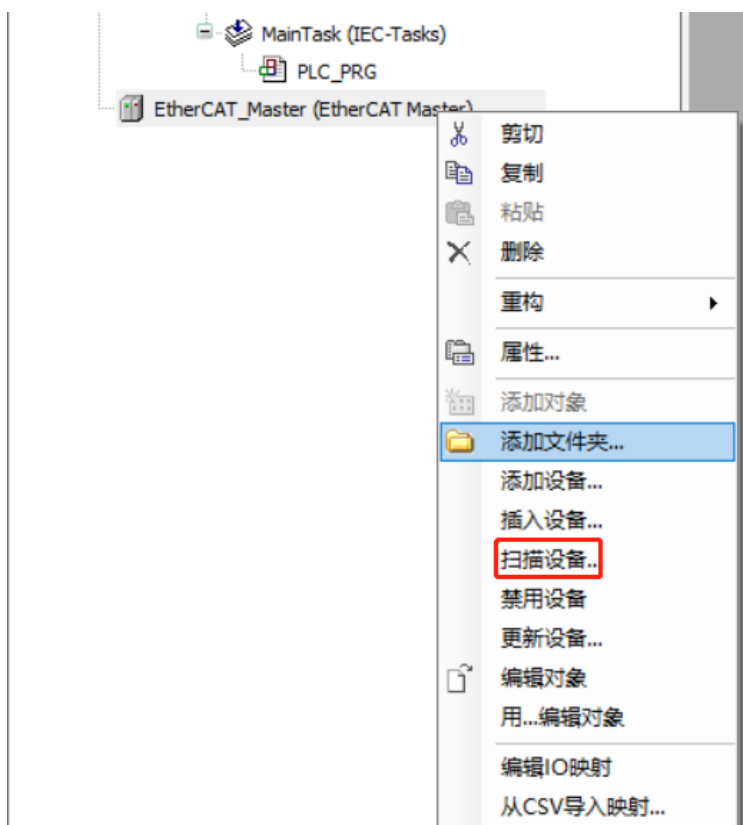 MainTask (IEC-Tasks)
PLC_PRG
EtherCAT_Master (EtherCAT Master)
剪切
复制
粘贴
删除
重构
属性...
添加对象
添加文件夹...
添加设备...
插入设备...
扫描设备...
禁用设备
更新设备...
编辑对象
用...编辑对象
编辑IO映射
从CSV导入映射...